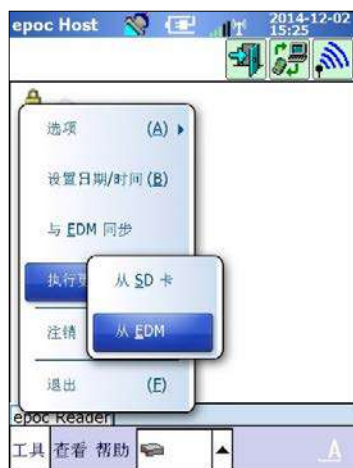 epoc Host
2014-12-02
15:25
选项 (A)
设置日期/时间 (B)
与 EDM 同步
执行
从 SD 卡
从 EDM
注销
退出 (F)
epoc Reader
工具 查看 帮助
A